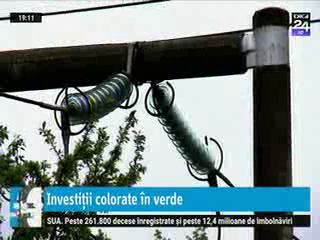 19:11
DIGI
24
HD
Investiții colorate în verde
SUA. Peste 261.800 decese înregistrate și peste 12,4 milioane de îmbolnăviri